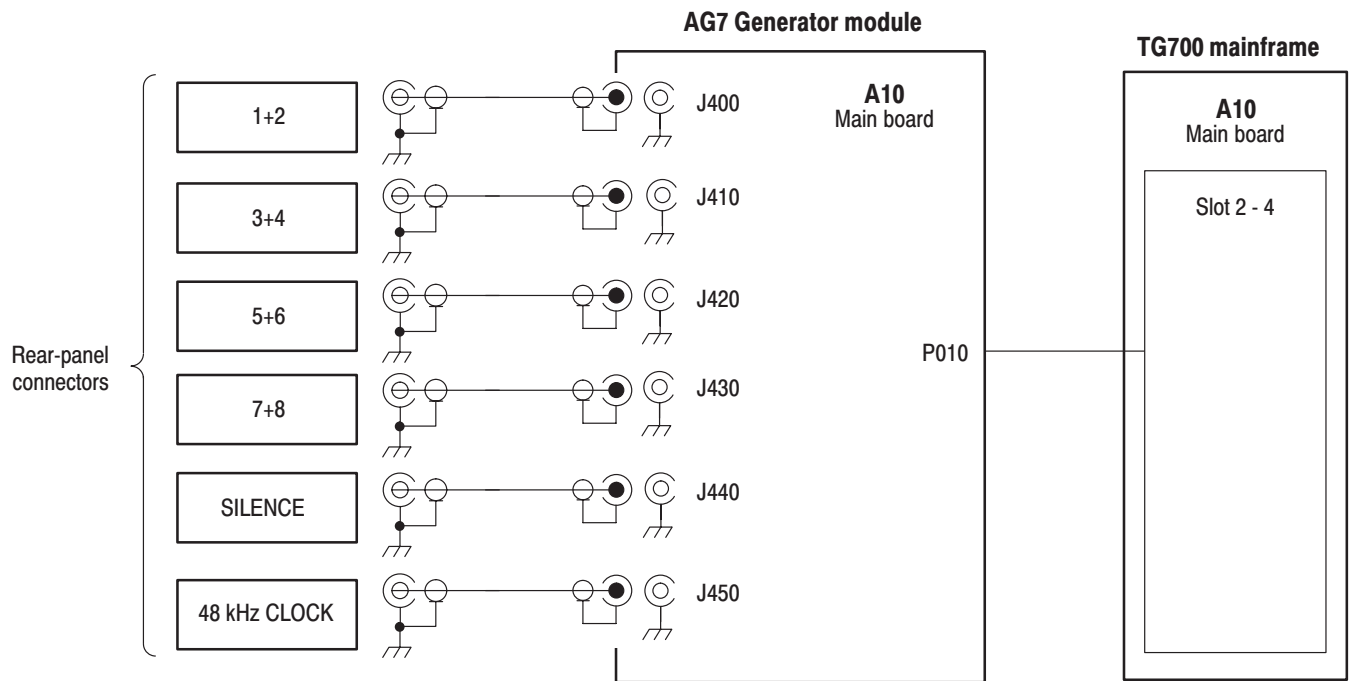 AG7 Generator module
TG700 mainframe
Rear-panel
connectors
1+2
3+4
5+6
7+8
SILENCE
48 kHz CLOCK
J400
J410
J420
J430
J440
J450
A10
Main board
P010
A10
Main board
Slot 2 - 4